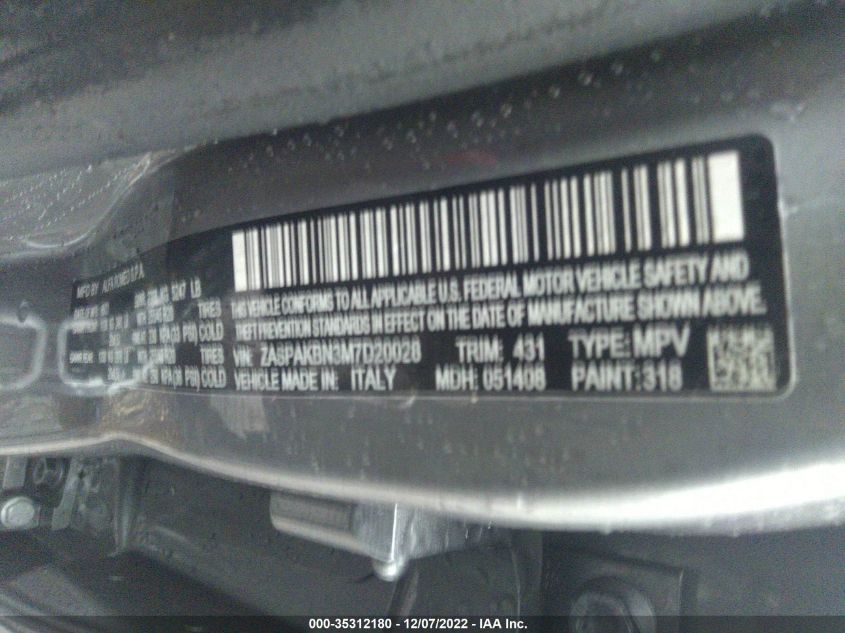 MFD BY
THIS VEHICLE CONFORMS TO ALL APPLICABLE U.S. FEDERAL MOTOR VEHICLE SAFETY AND
THEFT PREVENTION STANDARDS IN EFFECT ON THE DATE OF MANUFACTURE SHOWN ABOVE.
TIRES
COLD
TIRES
COLD
VIN: ZASPAKBN3M7D20028 TRIM: 431 TYPE: MPV
VEHICLE MADE IN: ITALY MDH: 051408 PAINT: 318
000-35312180 - 12/07/2022 - IAA Inc.